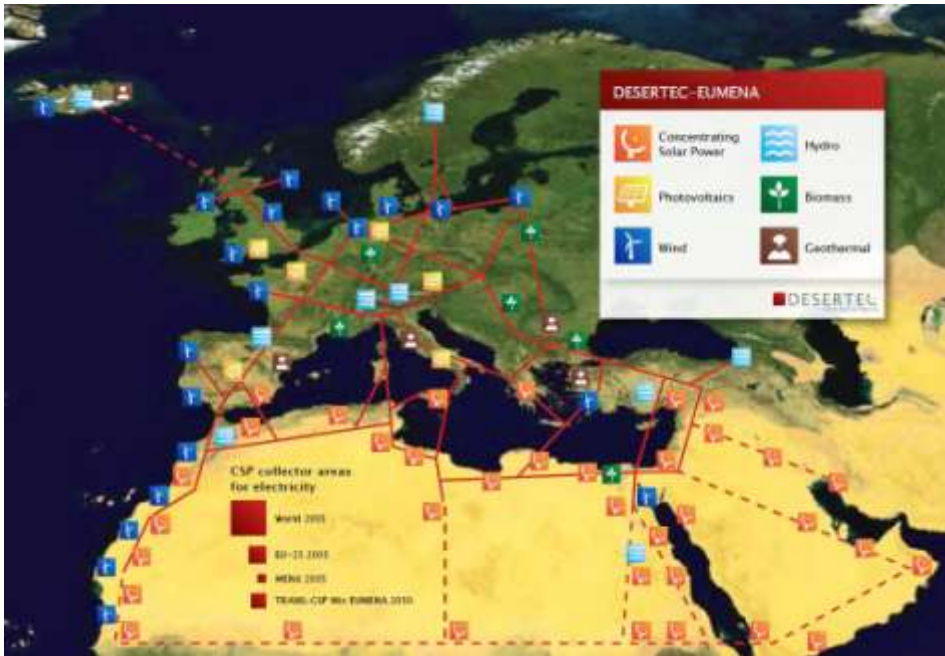 DESERTEC-EUMENA
Concentrating
Solar Power
Hydro
Photovoltaics
Biomass
Wind
Geothermal
DESERTEC
CSP collector areas
for electricity
World 2005
EU-25 2005
MENA 2005
TRANS-CSP Mix EUMENA 2050